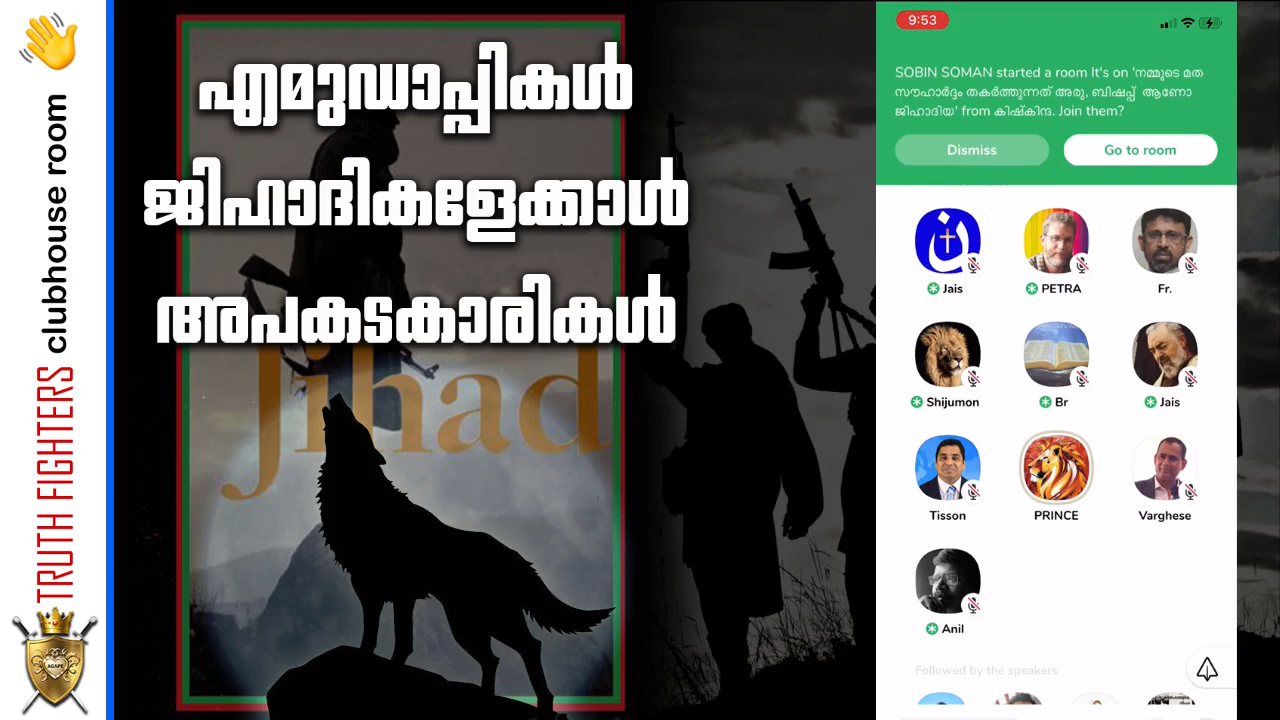 TRUTH FIGHTERS clubhouse room
AGAPE
എമുഡാപ്പികൾ
ജിഹാദികളേക്കാൾ
അപകടകാരികൾ
Jihad
9:53
SOBIN SOMAN started a room It's on 'നമ്മുടെ മത
സൗഹാർദ്ദം തകർത്തുന്നത് അരു, ബിഷപ്പ് ആണോ
ജിഹാദിയ' from കിഷ്കിന്ദ. Join them?
Dismiss
Go to room
Jais
PETRA
Fr.
Shijumon
Br
Jais
Tisson
PRINCE
Varghese
Anil
Followed by the speakers